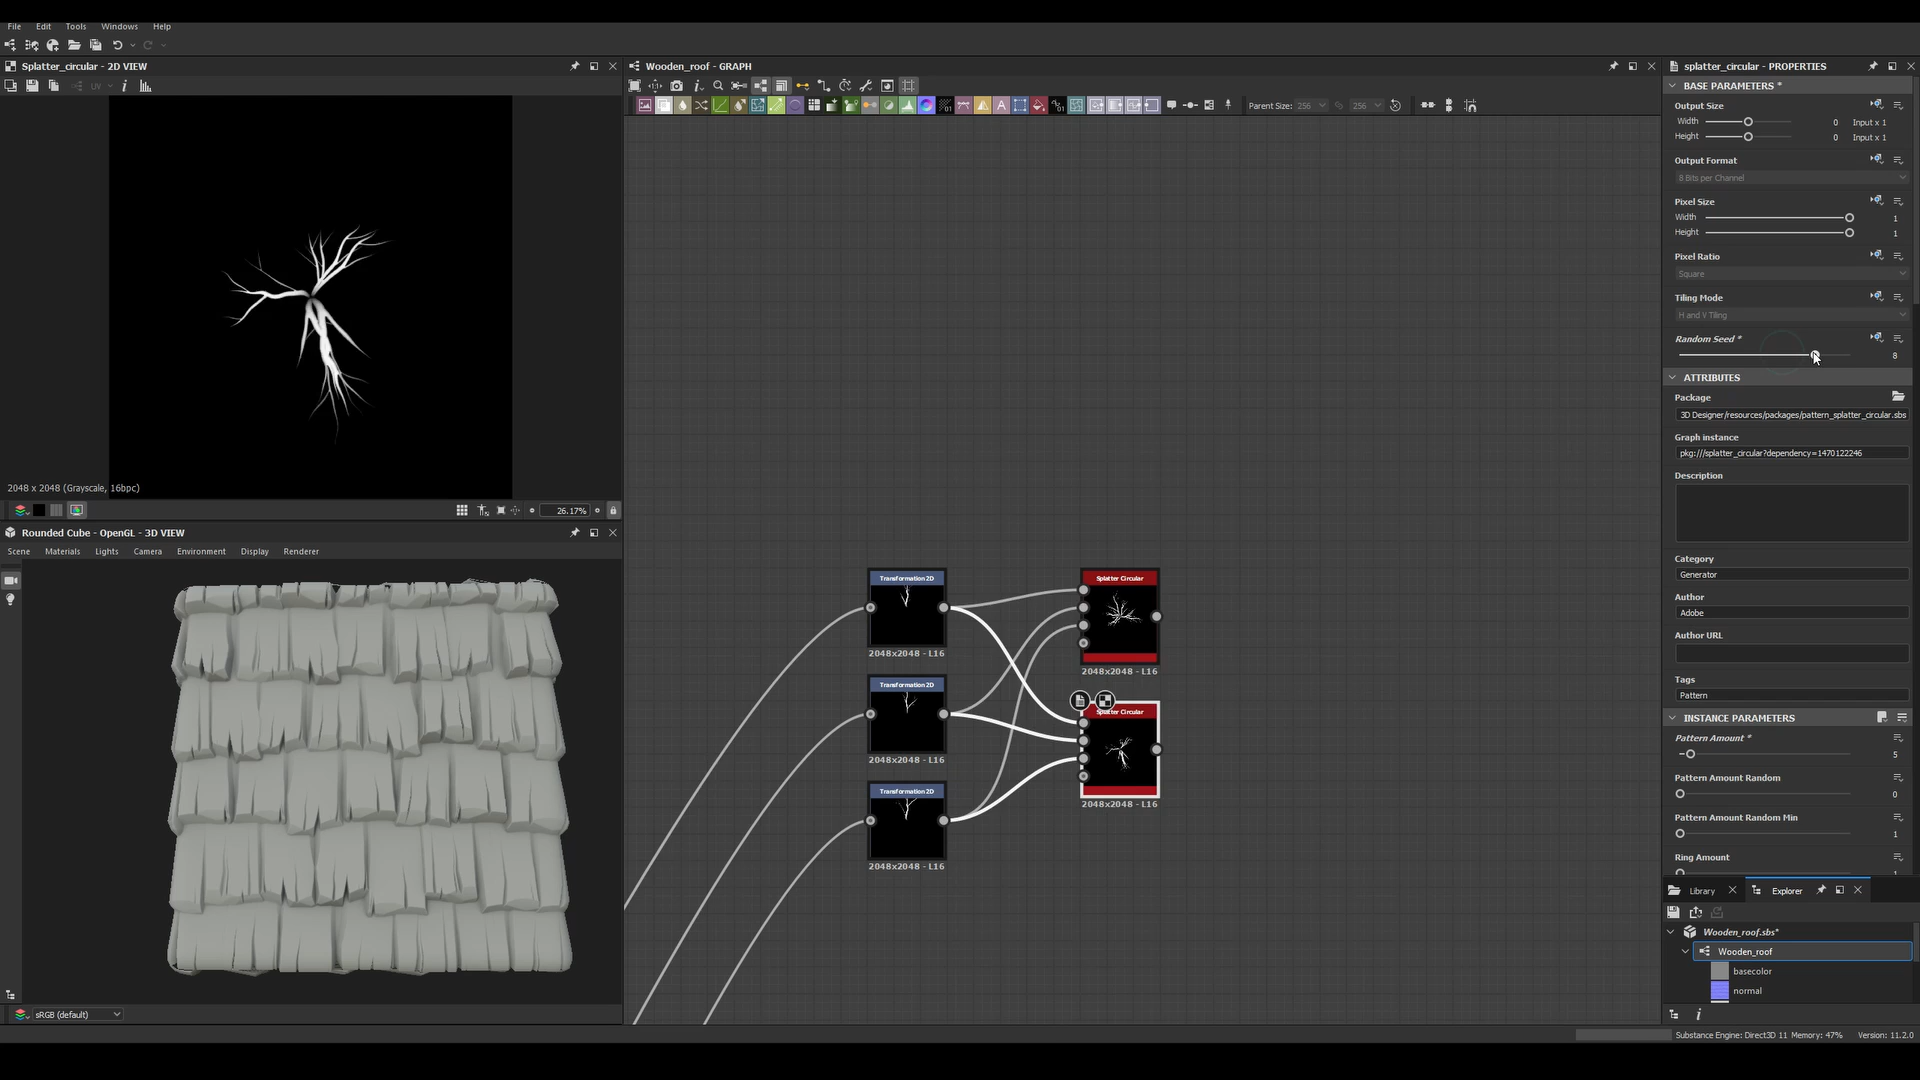 File Edit Tools Windows Help
Splatter_circular - 2D VIEW
UV
2048 x 2048 (Grayscale, 16bpc)
26.17%
Rounded Cube - OpenGL - 3D VIEW
Scene Materials Lights Camera Environment Display Renderer
sRGB (default)
Wooden_roof - GRAPH
Parent Size: 256 256
Transformation 2D
2048x2048 - L16
Transformation 2D
2048x2048 - L16
Transformation 2D
2048x2048 - L16
Splatter Circular
2048x2048 - L16
Splatter Circular
2048x2048 - L16
splatter_circular - PROPERTIES
BASE PARAMETERS *
Output Size
Width 0 Input x 1
Height 0 Input x 1
Output Format
8 Bits per Channel
Pixel Size
Width 1
Height 1
Pixel Ratio
Square
Tiling Mode
H and V Tiling
Random Seed *
8
ATTRIBUTES
Package
3D Designer/resources/packages/pattern_splatter_circular.sbs
Graph instance
pkg:///splatter_circular?dependency=1470122246
Description
Category
Generator
Author
Adobe
Author URL
Tags
Pattern
INSTANCE PARAMETERS
Pattern Amount *
5
Pattern Amount Random
0
Pattern Amount Random Min
1
Ring Amount
1
Library Explorer
Wooden_roof.sbs*
Wooden_roof
basecolor
normal
Substance Engine: Direct3D 11 Memory: 47% Version: 11.2.0